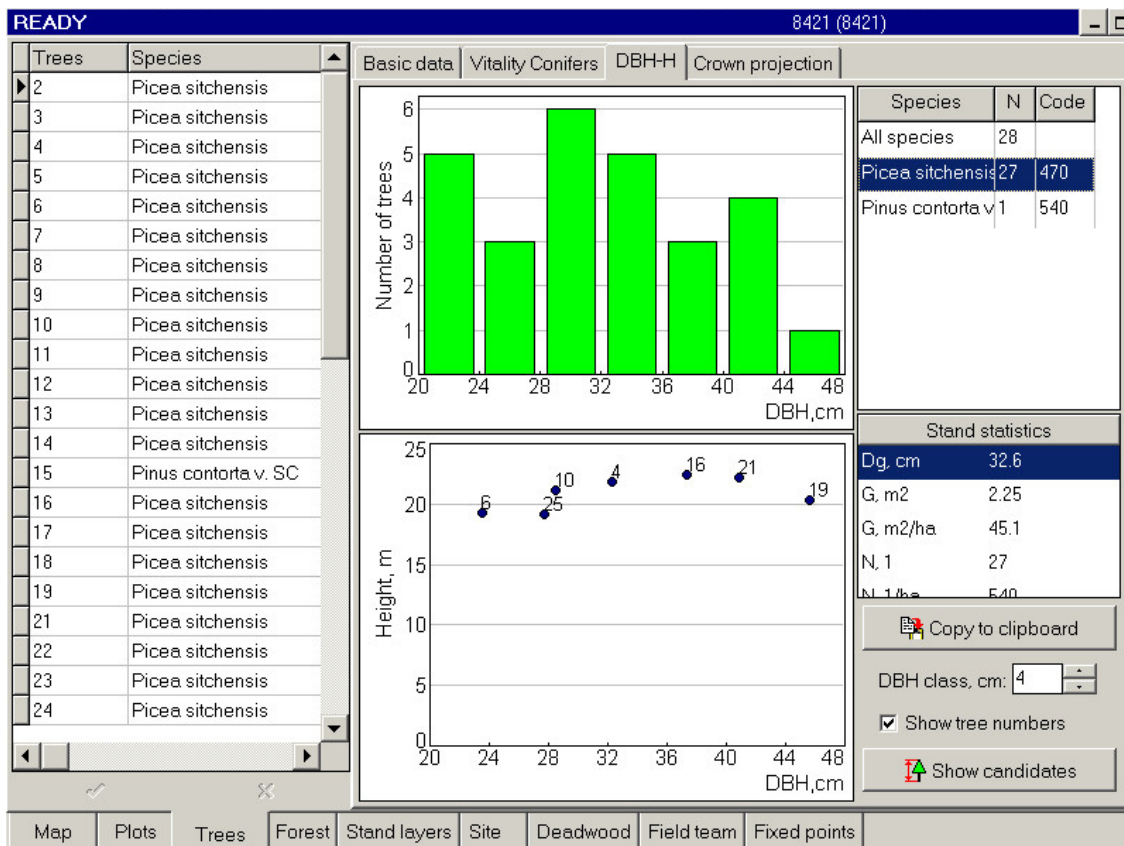 READY 8421 (8421)
Trees Species
2 Picea sitchensis
3 Picea sitchensis
4 Picea sitchensis
5 Picea sitchensis
6 Picea sitchensis
7 Picea sitchensis
8 Picea sitchensis
9 Picea sitchensis
10 Picea sitchensis
11 Picea sitchensis
12 Picea sitchensis
13 Picea sitchensis
14 Picea sitchensis
15 Pinus contorta v. SC
16 Picea sitchensis
17 Picea sitchensis
18 Picea sitchensis
19 Picea sitchensis
21 Picea sitchensis
22 Picea sitchensis
23 Picea sitchensis
24 Picea sitchensis
Basic data Vitality Conifers DBH-H Crown projection
Number of trees
6
5
4
3
2
1
0
20 24 28 32 36 40 44 48
DBH,cm
Height, m
25
20
15
10
5
0
6 25 10 4 16 21 19
20 24 28 32 36 40 44 48
DBH,cm
Species N Code
All species 28
Picea sitchensis 27 470
Pinus contorta v 1 540
Stand statistics
Dg, cm 32.6
G, m2 2.25
G, m2/ha 45.1
N, 1 27
N, 1/ha 540
Copy to clipboard
DBH class, cm: 4
Show tree numbers
Show candidates
Map Plots Trees Forest Stand layers Site Deadwood Field team Fixed points